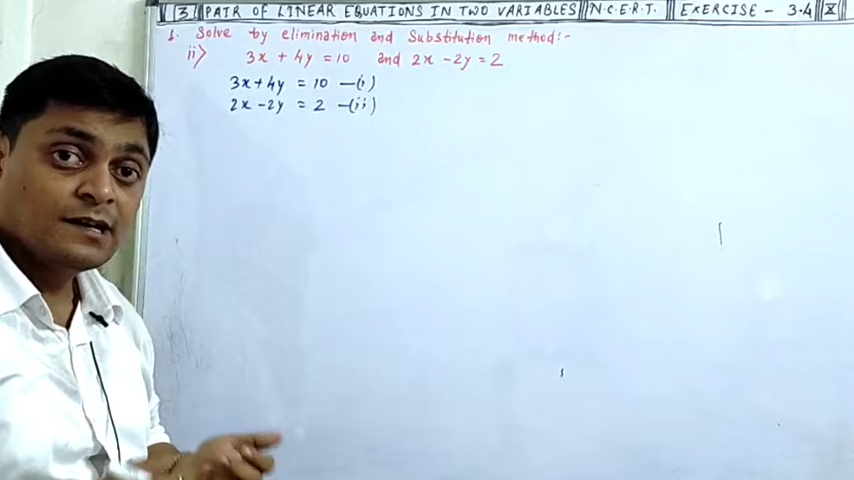 3. PAIR OF LINEAR EQUATIONS IN TWO VARIABLES N.C.E.R.T. EXERCISE - 3.4 X
1. Solve by elimination and Substitution method:-
ii> 3x + 4y = 10 and 2x - 2y = 2
3x + 4y = 10 —(i)
2x - 2y = 2 —(ii)